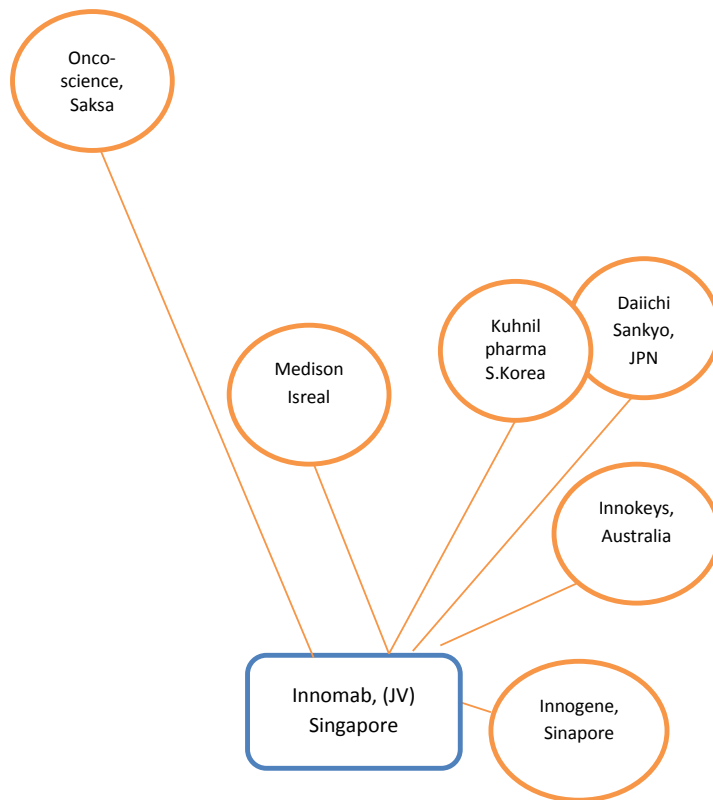 Onco-
science,
Saksa
Daiichi
Sankyo,
JPN
Kuhnil
pharma
S.Korea
Medison
Isreal
Innokeys,
Australia
Innomab, (JV)
Singapore
Innogene,
Sinapore